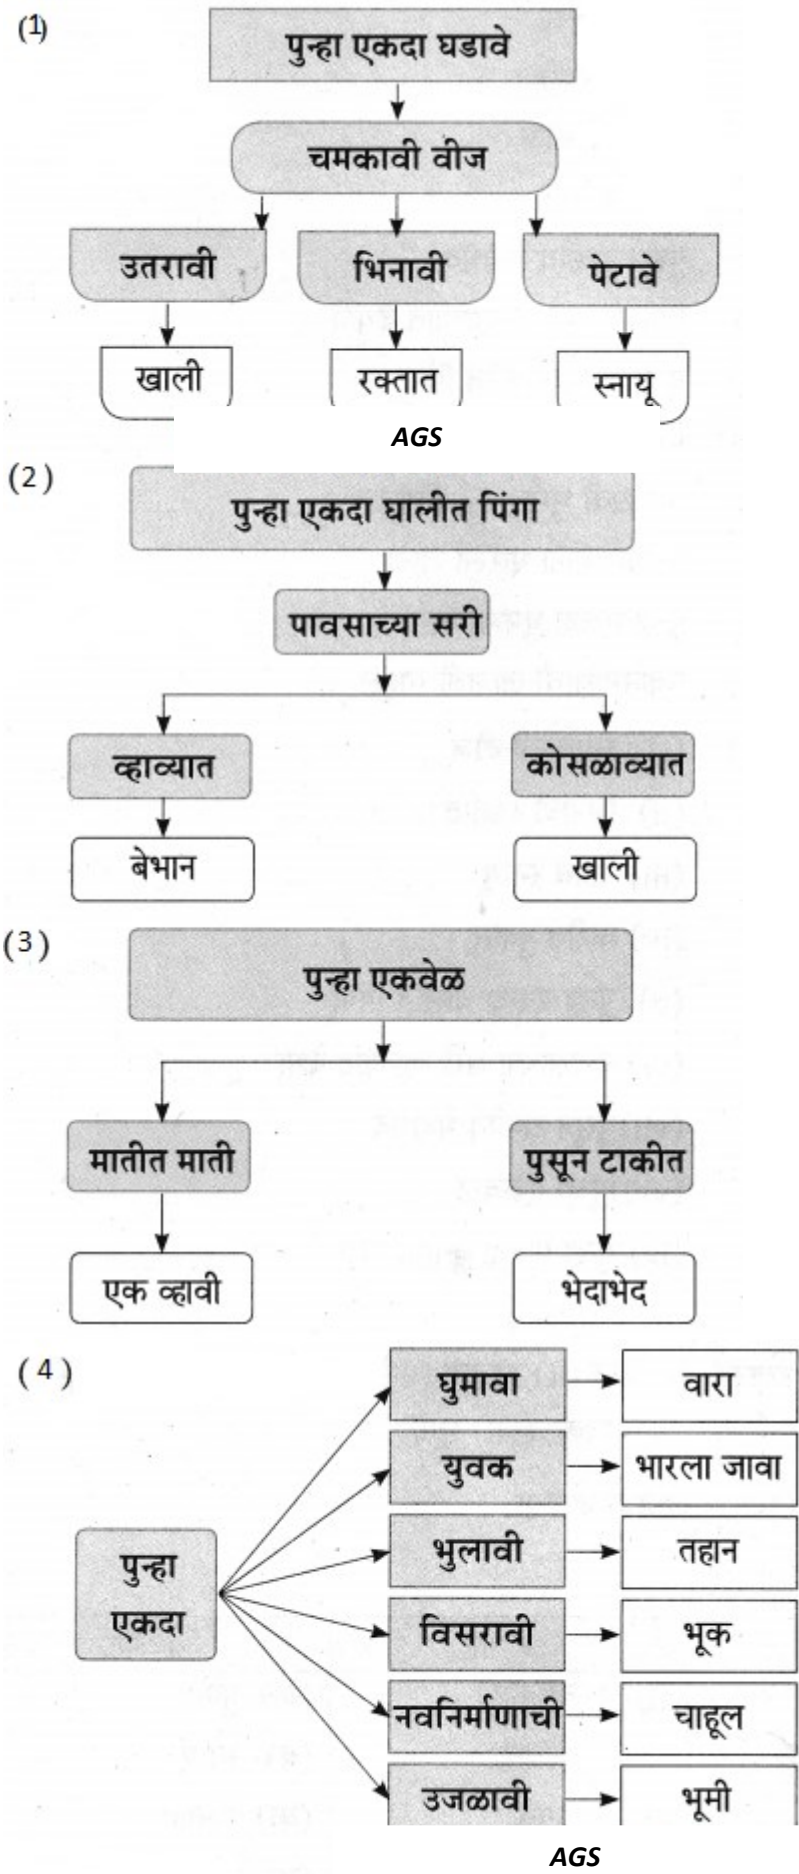 (1)
पुन्हा एकदा घडावे
चमकावी वीज
उतरावी भिनावी पेटावे
खाली रक्तात स्नायू
AGS
(2)
पुन्हा एकदा घालीत पिंगा
पावसाच्या सरी
व्हाव्यात कोसळाव्यात
बेभान खाली
(3)
पुन्हा एकवेळ
मातीत माती पुसून टाकीत
एक व्हावी भेदाभेद
(4)
पुन्हा
एकदा
घुमावा वारा
युवक भारला जावा
भुलावी तहान
विसरावी भूक
नवनिर्माणाची चाहूल
उजळावी भूमी
AGS